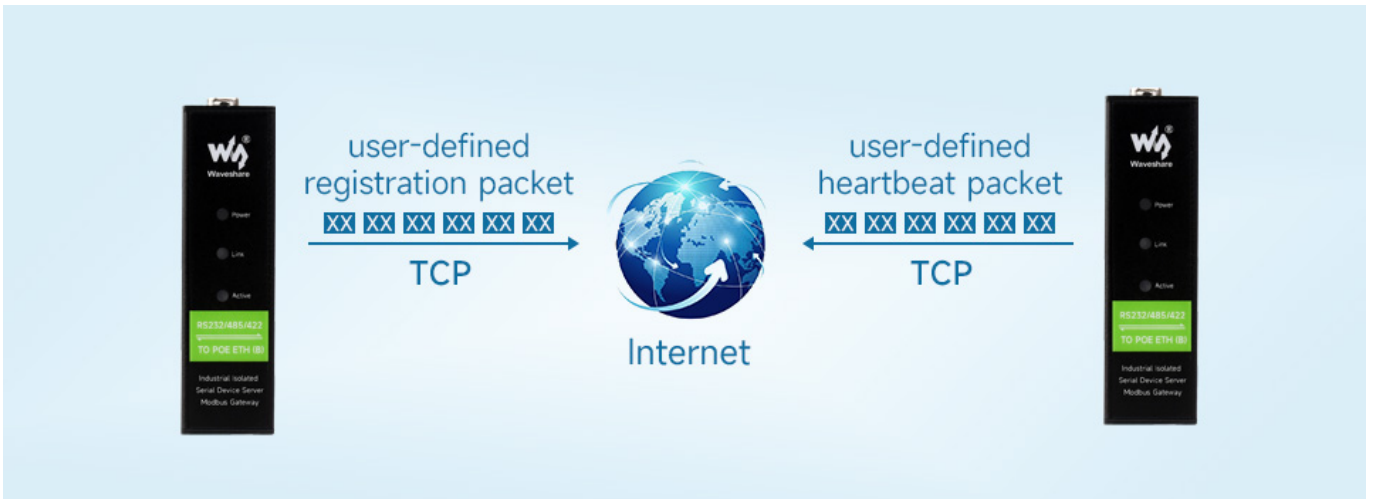 Waveshare
®
Power
Link
Active
RS232/485/422
TO POE ETH (B)
Industrial Isolated
Serial Device Server
Modbus Gateway
user-defined
registration packet
XX XX XX XX XX XX
TCP
Internet
user-defined
heartbeat packet
XX XX XX XX XX XX
TCP
®
Waveshare
Power
Link
Active
RS232/485/422
TO POE ETH (B)
Industrial Isolated
Serial Device Server
Modbus Gateway